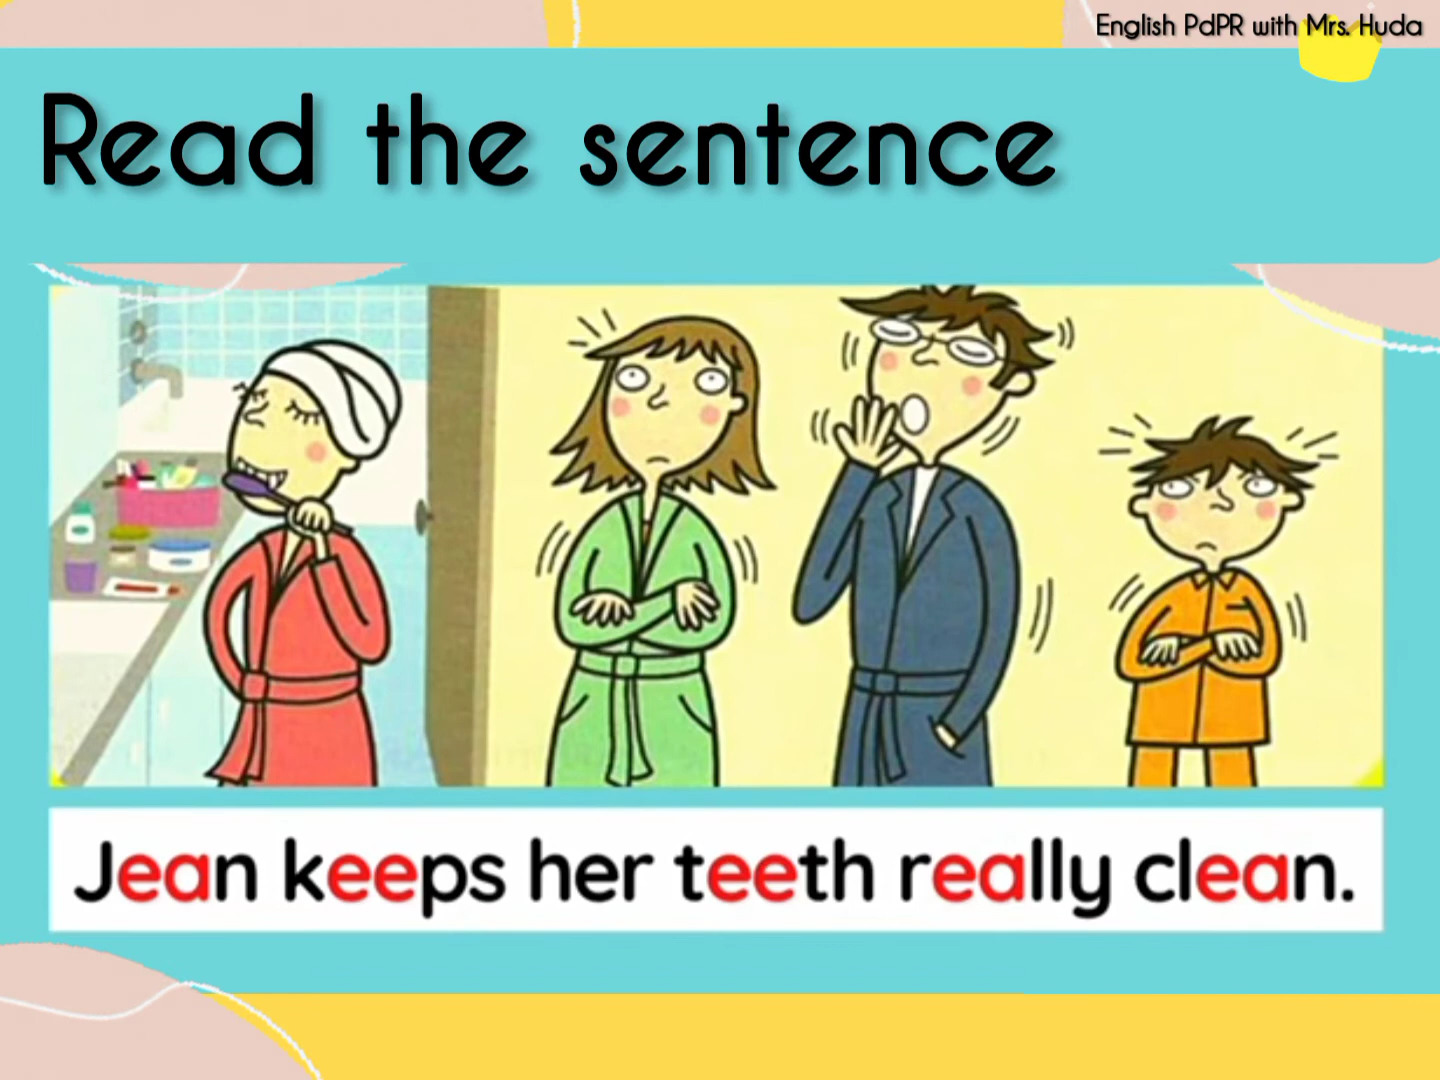 English PdPR with Mrs. Huda
Read the sentence
Jean keeps her teeth really clean.